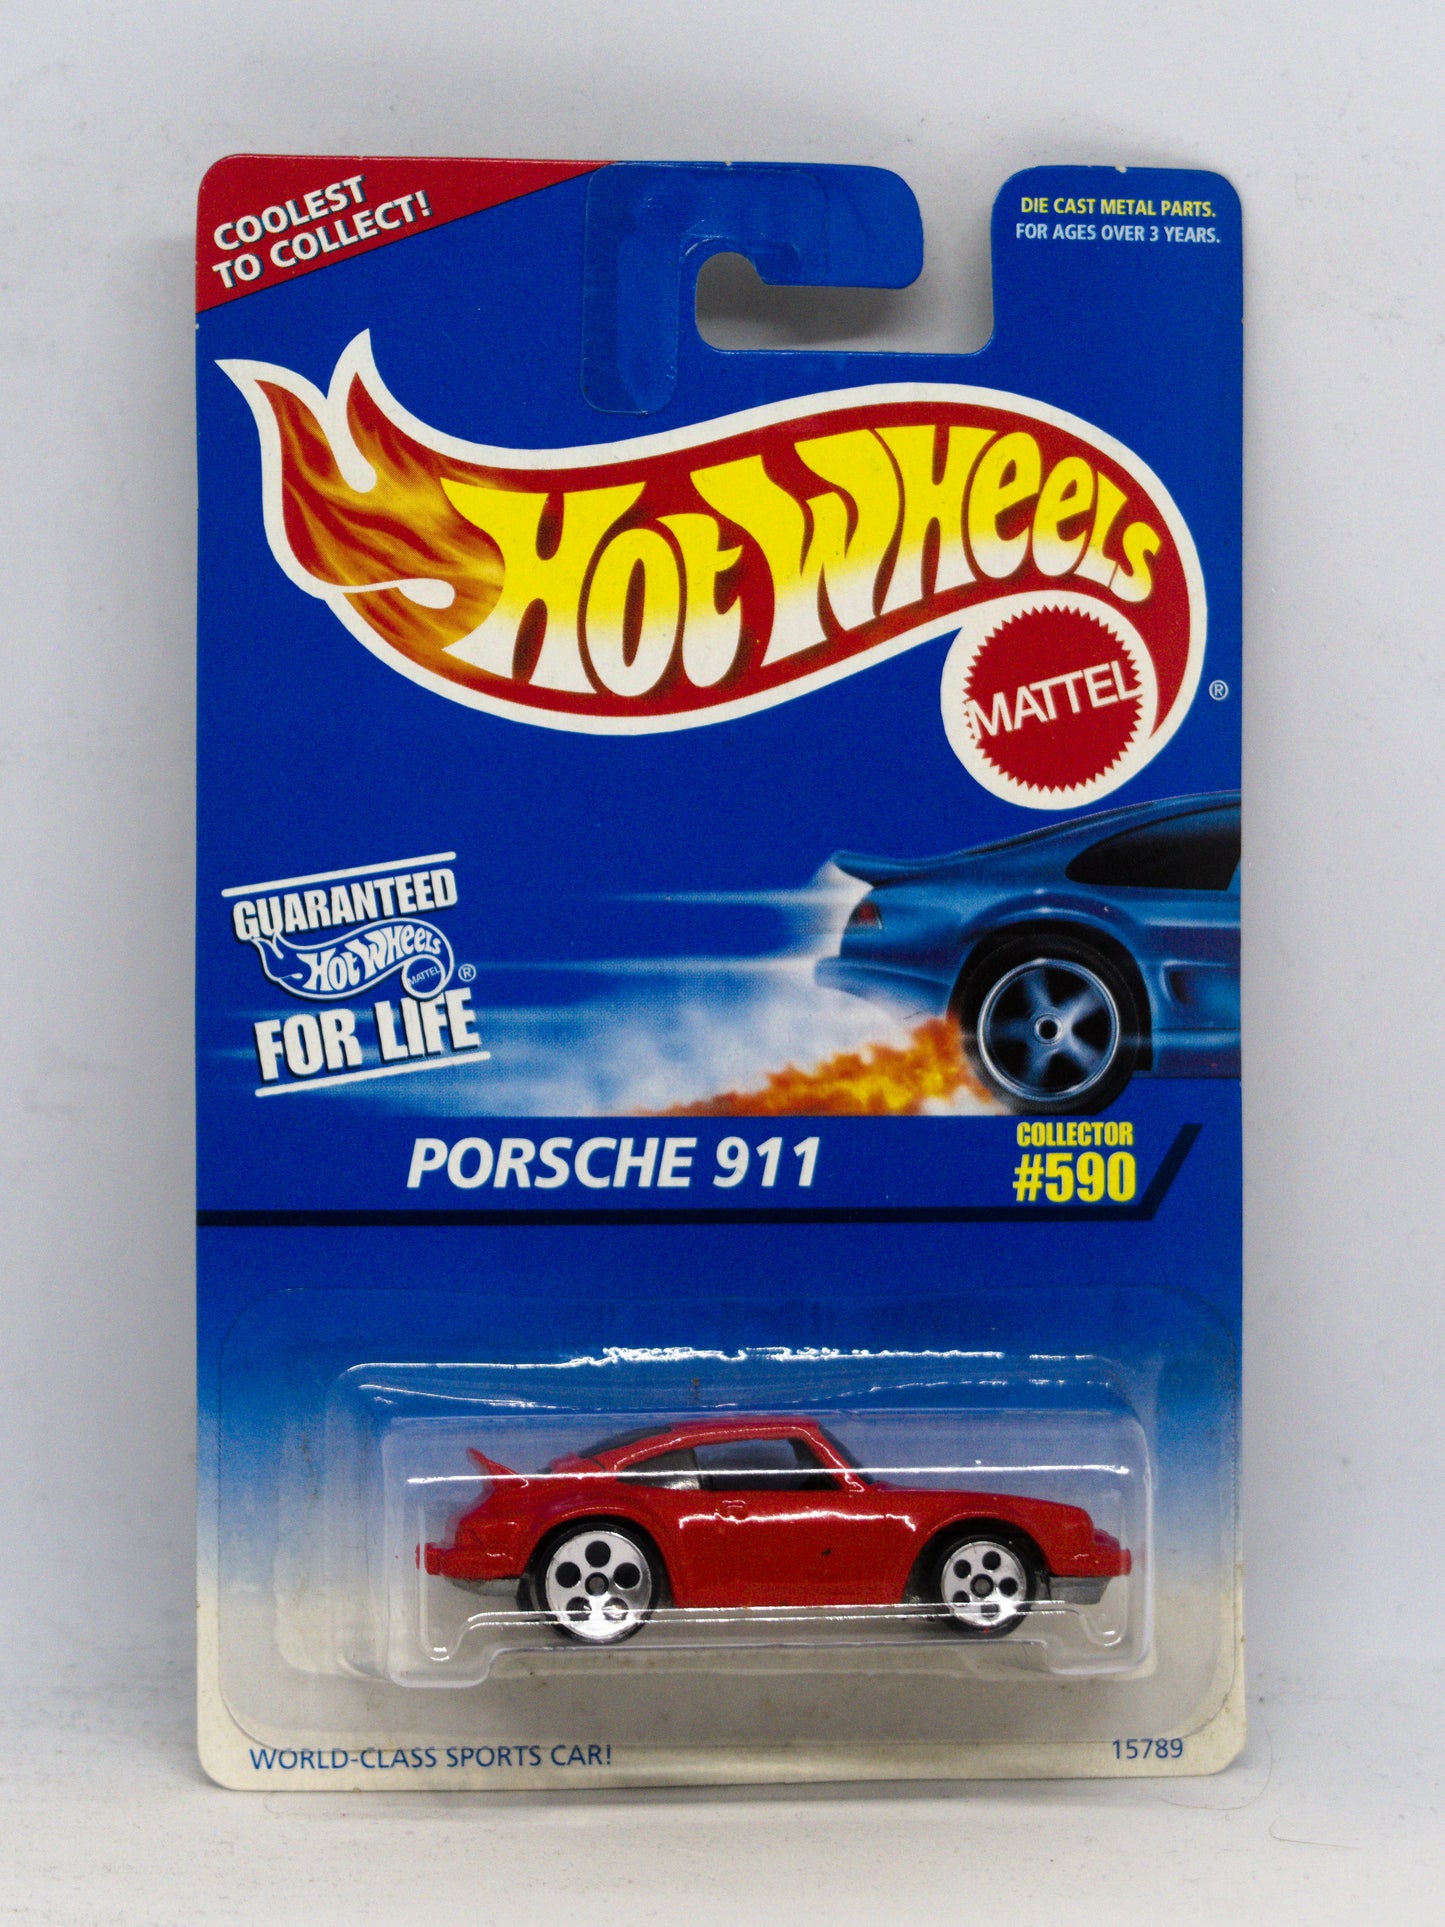 COOLEST
TO COLLECT!
DIE CAST METAL PARTS.
FOR AGES OVER 3 YEARS.
HOT WHEELS
MATTEL
®
GUARANTEED
HOT WHEELS
MATTEL
®
FOR LIFE
PORSCHE 911
COLLECTOR
#590
WORLD-CLASS SPORTS CAR!
15789